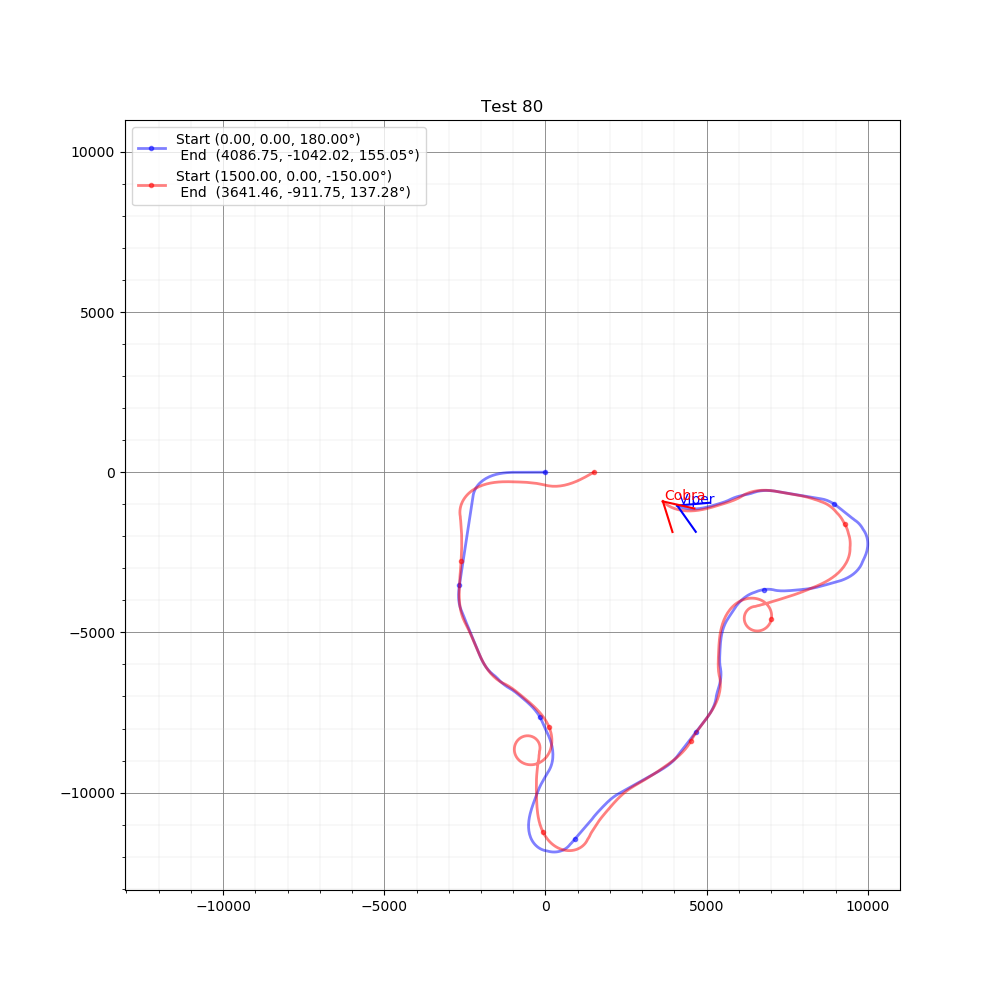 Test 80
Start (0.00, 0.00, 180.00°)
End (4086.75, -1042.02, 155.05°)
Start (1500.00, 0.00, -150.00°)
End (3641.46, -911.75, 137.28°)
10000
5000
0
−5000
−10000
Cobra
Viper
−10000
−5000
0
5000
10000